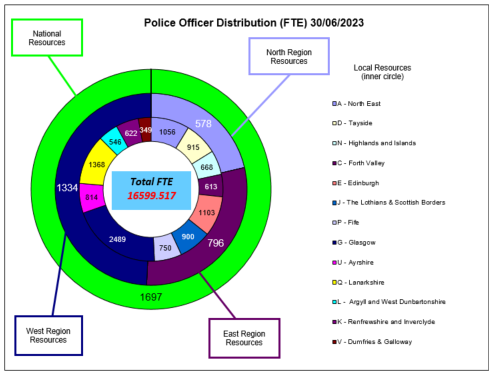 Police Officer Distribution (FTE) 30/06/2023
National
Resources
North Region
Resources
Local Resources
(inner circle)
578
349
1056
622
915
546
668
1368
1334
814
613
1103
796
900
750
2489
1697
Total FTE
16599.517
A - North East
D - Tayside
N - Highlands and Islands
C - Forth Valley
E - Edinburgh
J - The Lothians & Scottish Borders
P - Fife
G - Glasgow
U - Ayrshire
Q - Lanarkshire
L - Argyll and West Dunbartonshire
K - Renfrewshire and Inverclyde
V - Dumfries & Galloway
West Region
Resources
East Region
Resources